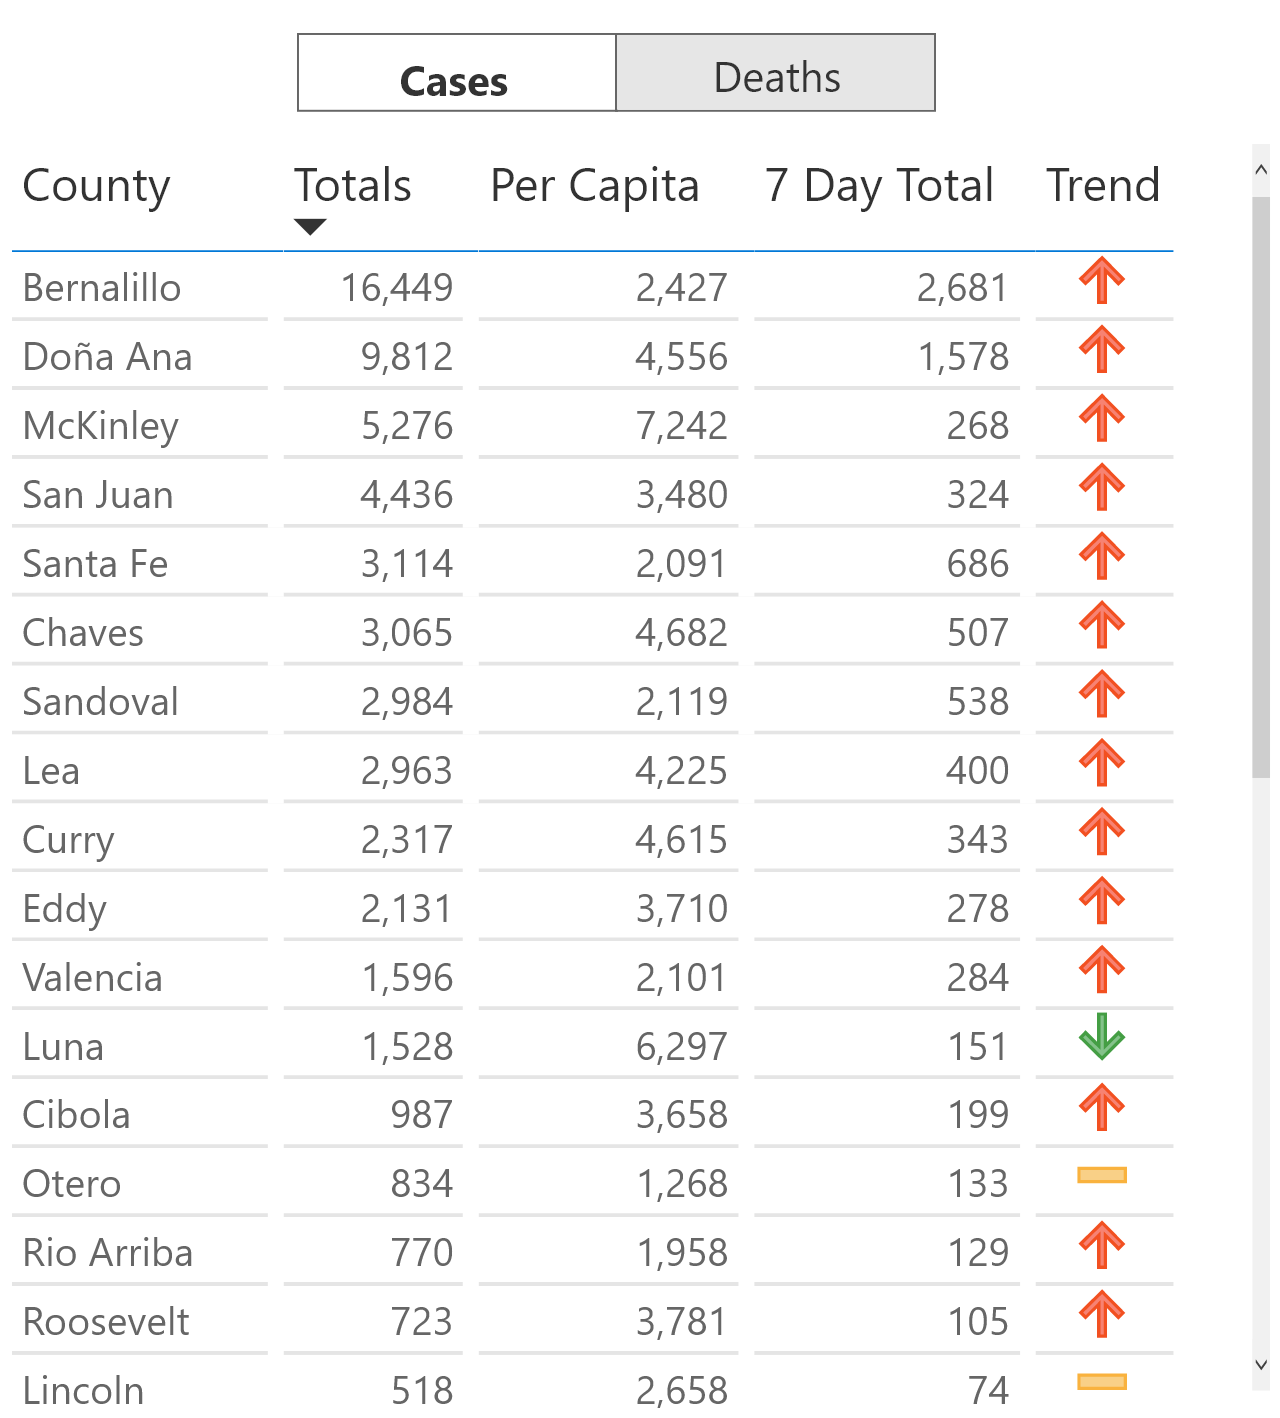 Cases Deaths
County Totals Per Capita 7 Day Total Trend
Bernalillo 16,449 2,427 2,681
Doña Ana 9,812 4,556 1,578
McKinley 5,276 7,242 268
San Juan 4,436 3,480 324
Santa Fe 3,114 2,091 686
Chaves 3,065 4,682 507
Sandoval 2,984 2,119 538
Lea 2,963 4,225 400
Curry 2,317 4,615 343
Eddy 2,131 3,710 278
Valencia 1,596 2,101 284
Luna 1,528 6,297 151
Cibola 987 3,658 199
Otero 834 1,268 133
Rio Arriba 770 1,958 129
Roosevelt 723 3,781 105
Lincoln 518 2,658 74